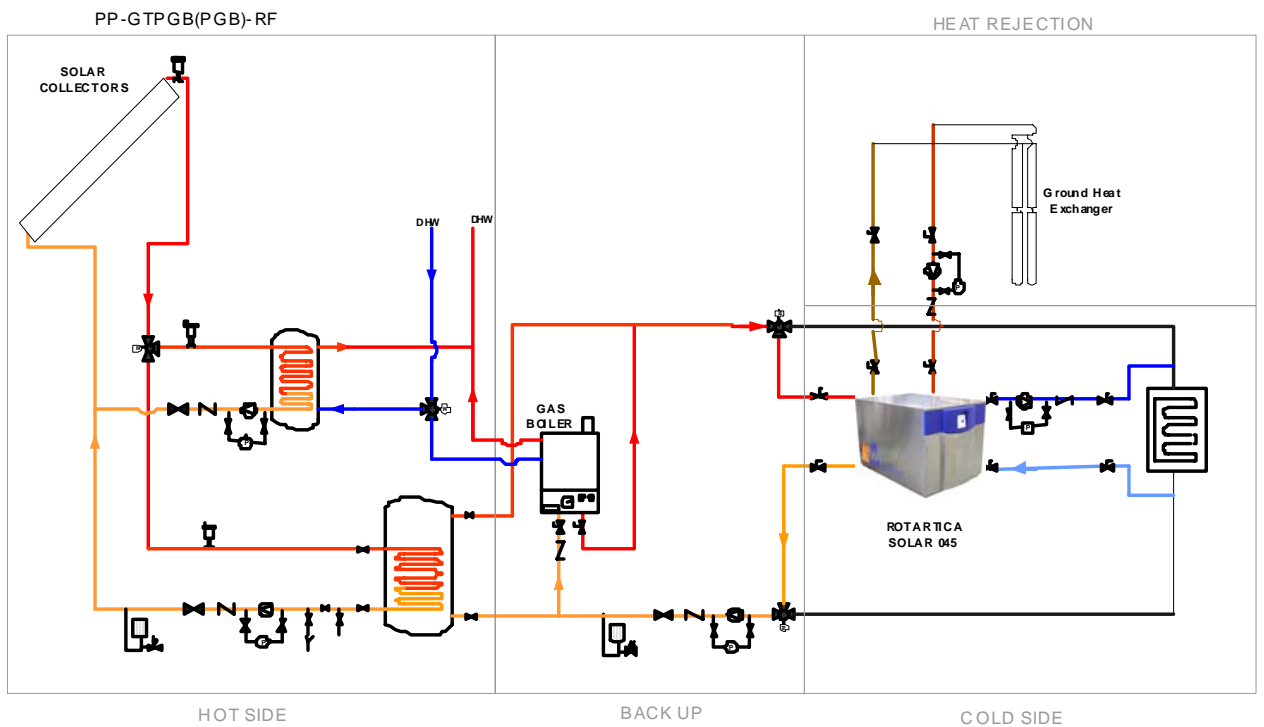 PP-GTPGB(PGB)-RF
HEAT REJECTION
SOLAR
COLLECTORS
Ground Heat
Exchanger
DHW
DHW
GAS
BOILER
ROTARTICA
SOLAR 045
P
P
P
P
P
HOT SIDE
BACK UP
COLD SIDE